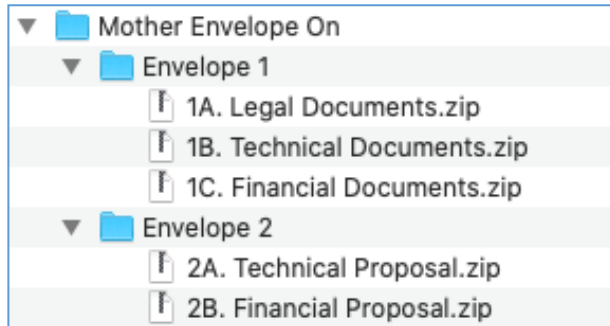 Mother Envelope On
Envelope 1
1A. Legal Documents.zip
1B. Technical Documents.zip
1C. Financial Documents.zip
Envelope 2
2A. Technical Proposal.zip
2B. Financial Proposal.zip